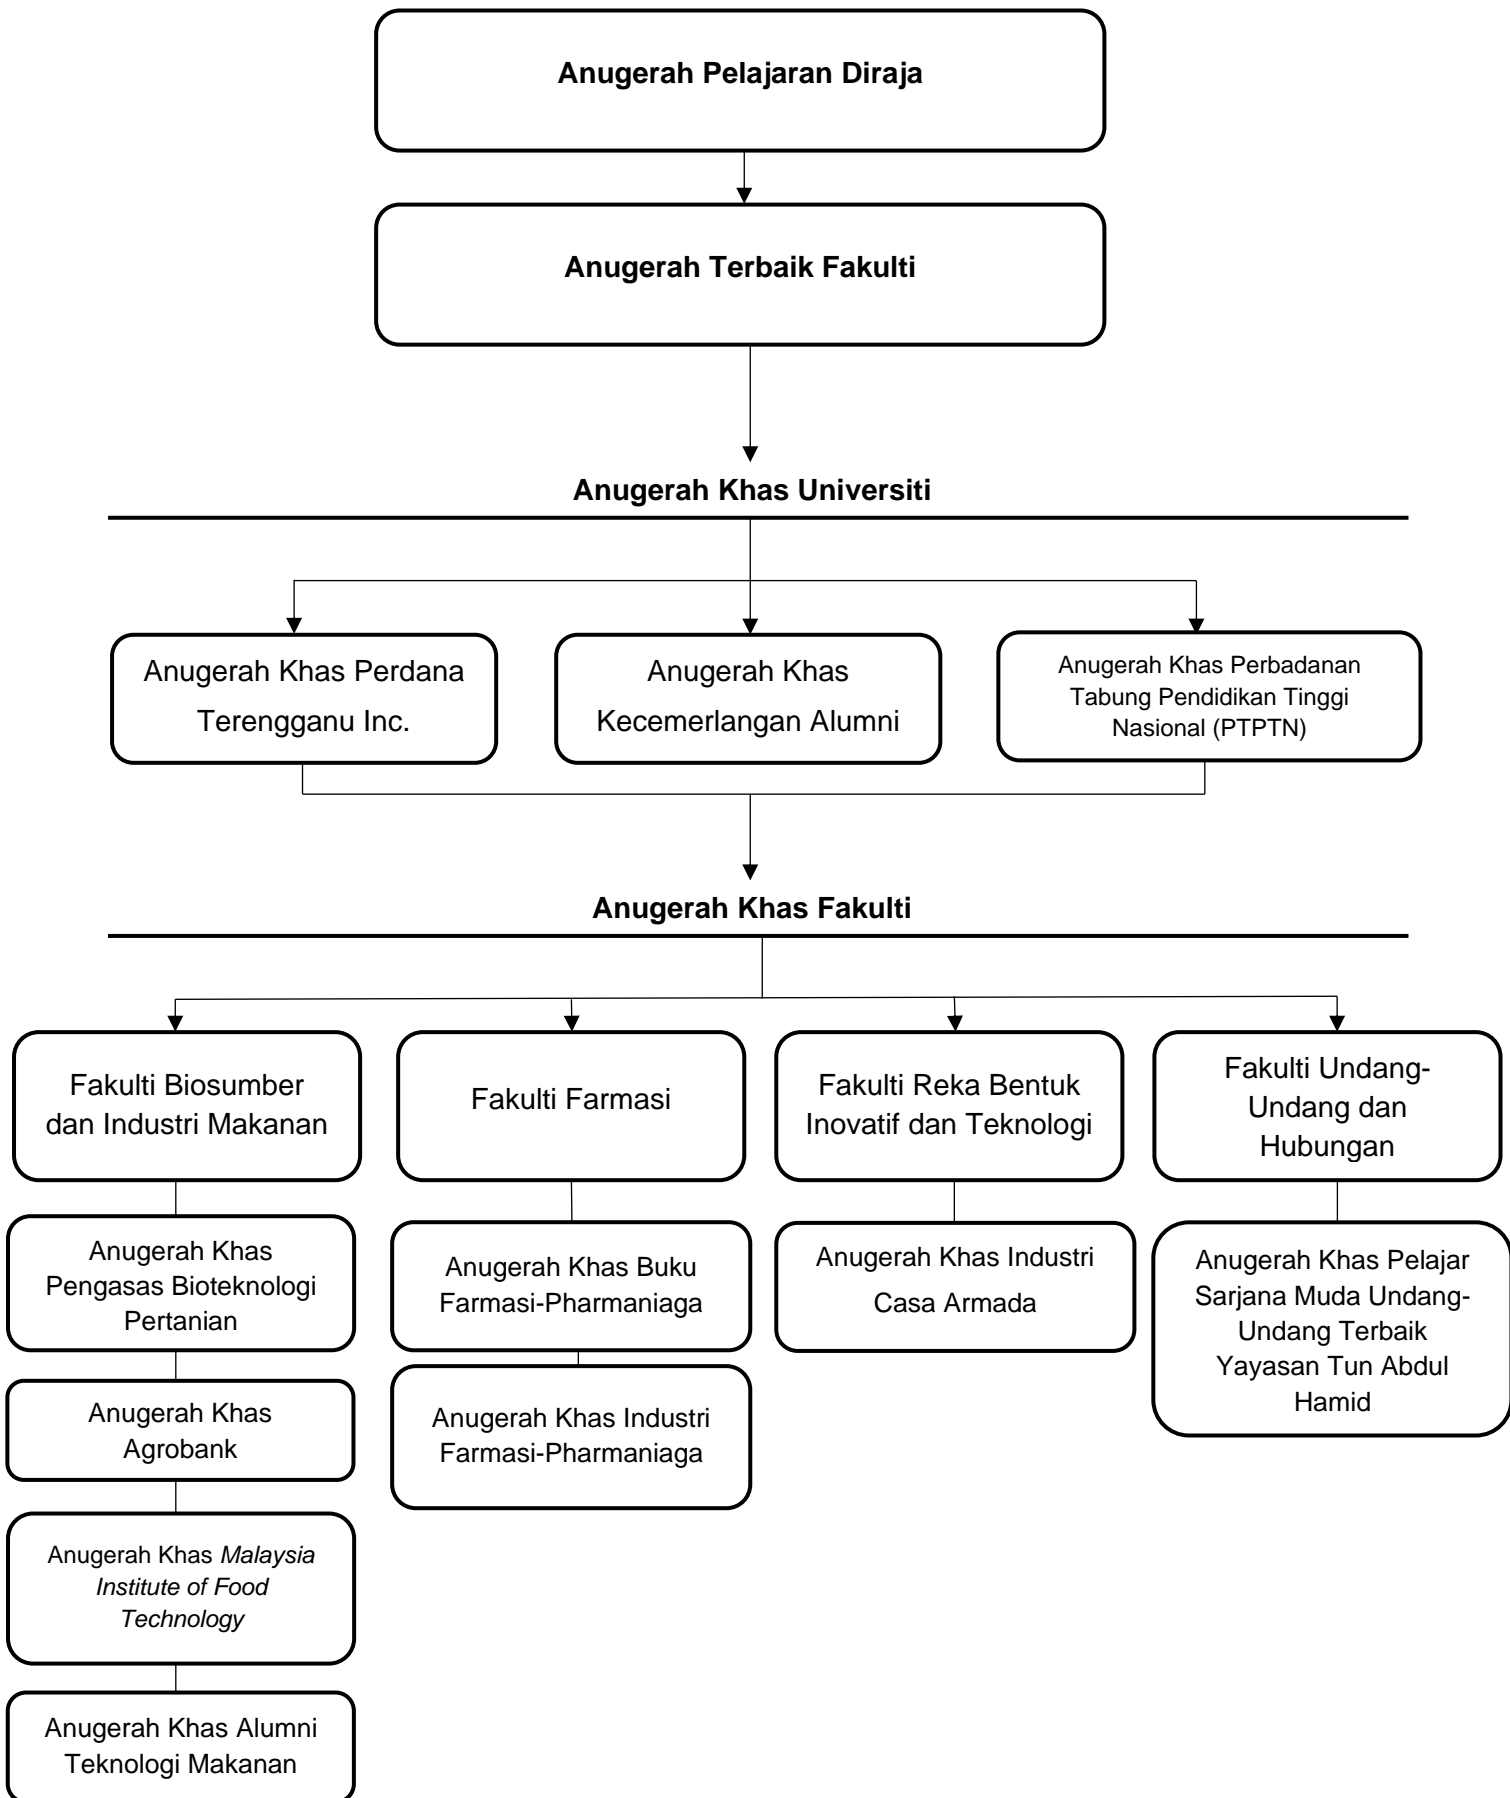 Anugerah Pelajaran Diraja
Anugerah Terbaik Fakulti
Anugerah Khas Universiti
Anugerah Khas Perdana
Terengganu Inc.
Anugerah Khas
Kecemerlangan Alumni
Anugerah Khas Perbadanan
Tabung Pendidikan Tinggi
Nasional (PTPTN)
Anugerah Khas Fakulti
Fakulti Biosumber
dan Industri Makanan
Fakulti Farmasi
Fakulti Reka Bentuk
Inovatif dan Teknologi
Fakulti Undang-
Undang dan
Hubungan
Anugerah Khas
Pengasas Bioteknologi
Pertanian
Anugerah Khas
Agrobank
Anugerah Khas Malaysia
Institute of Food
Technology
Anugerah Khas Alumni
Teknologi Makanan
Anugerah Khas Buku
Farmasi-Pharmaniaga
Anugerah Khas Industri
Farmasi-Pharmaniaga
Anugerah Khas Industri
Casa Armada
Anugerah Khas Pelajar
Sarjana Muda Undang-
Undang Terbaik
Yayasan Tun Abdul
Hamid